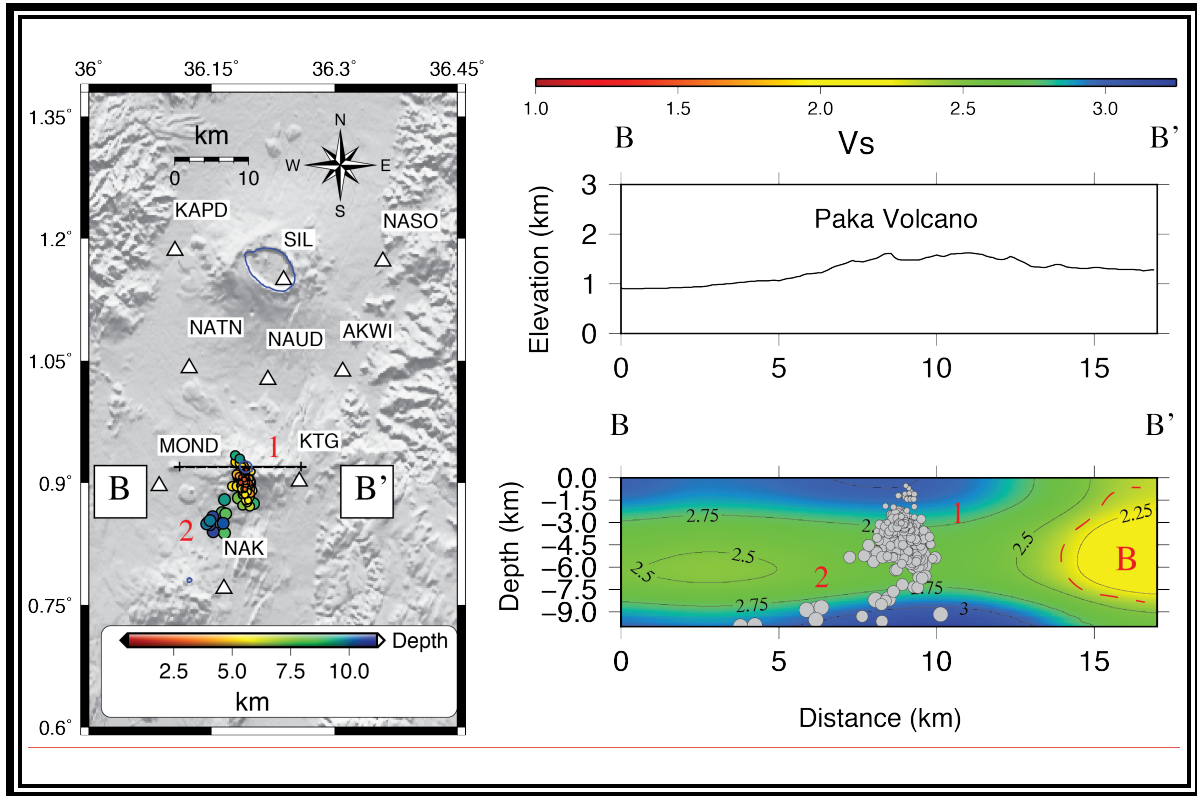 36° 36.15° 36.3° 36.45°
1.35°
1.2°
1.05°
0.9°
0.75°
0.6°
km
0 10
N
W E
S
KAPD
NASO
SIL
NATN
NAUD
AKWI
1
MOND
KTG
B
B'
2
NAK
Depth
2.5 5.0 7.5 10.0
km
1.0 1.5 2.0 2.5 3.0
Vs
B B'
Elevation (km)
3
2
1
0
Paka Volcano
0 5 10 15
B B'
Depth (km)
0.0
−1.5
−3.0
−4.5
−6.0
−7.5
−9.0
2.75
2.
1
2.25
2.5
2.5
2.5
2
B
2.75
.75
3
0 5 10 15
Distance (km)